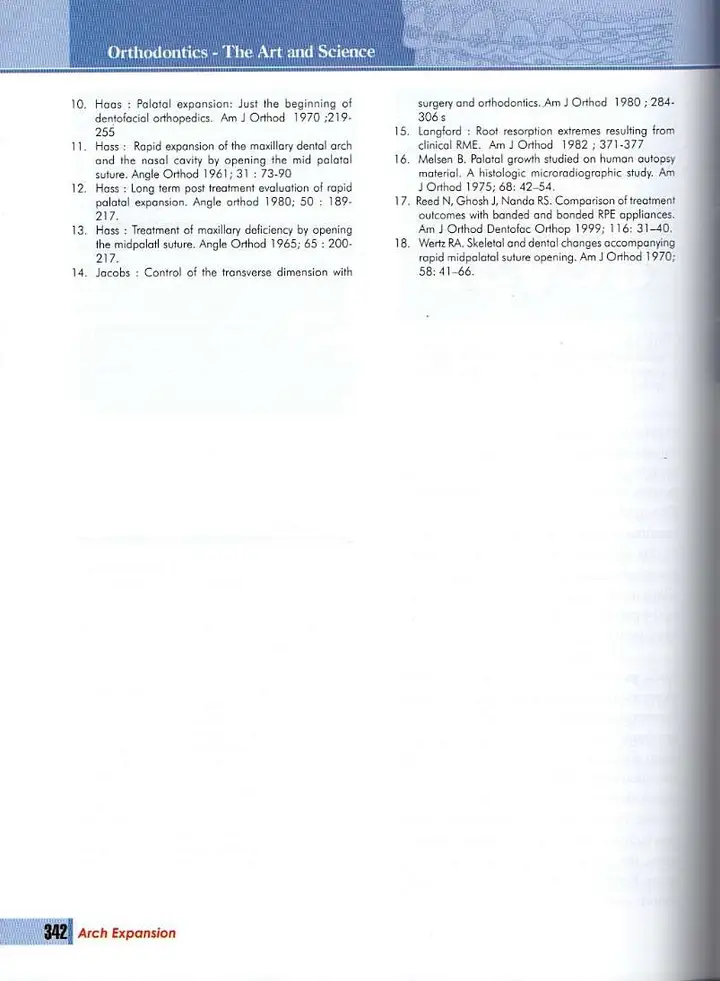 Orthodontics - The Art and Science
10. Haas : Palatal expansion: Just the beginning of
dentofacial orthopedics. Am J Orthod 1970 ;219-
255
11. Hass : Rapid expansion of the maxillary dental arch
and the nasal cavity by opening the mid palatal
suture. Angle Orthod 1961; 31 : 73-90
12. Hass : Long term post treatment evaluation of rapid
palatal expansion. Angle orthod 1980; 50 : 189-
217.
13. Hass : Treatment of maxillary deficiency by opening
the midpalatl suture. Angle Orthod 1965; 65 : 200-
217.
14. Jacobs : Control of the transverse dimension with
surgery and orthodontics. Am J Orthod 1980 ; 284-
306 s
15. Langford : Root resorption extremes resulting from
clinical RME. Am J Orthod 1982 ; 371-377
16. Melsen B. Palatal growth studied on human autopsy
material. A histologic microradiographic study. Am
J Orthod 1975; 68: 42–54.
17. Reed N, Ghosh J, Nanda RS. Comparison of treatment
outcomes with banded and bonded RPE appliances.
Am J Orthod Dentofac Orthop 1999; 116: 31–40.
18. Wertz RA. Skeletal and dental changes accompanying
rapid midpalatal suture opening. Am J Orthod 1970;
58: 41–66.
342 Arch Expansion